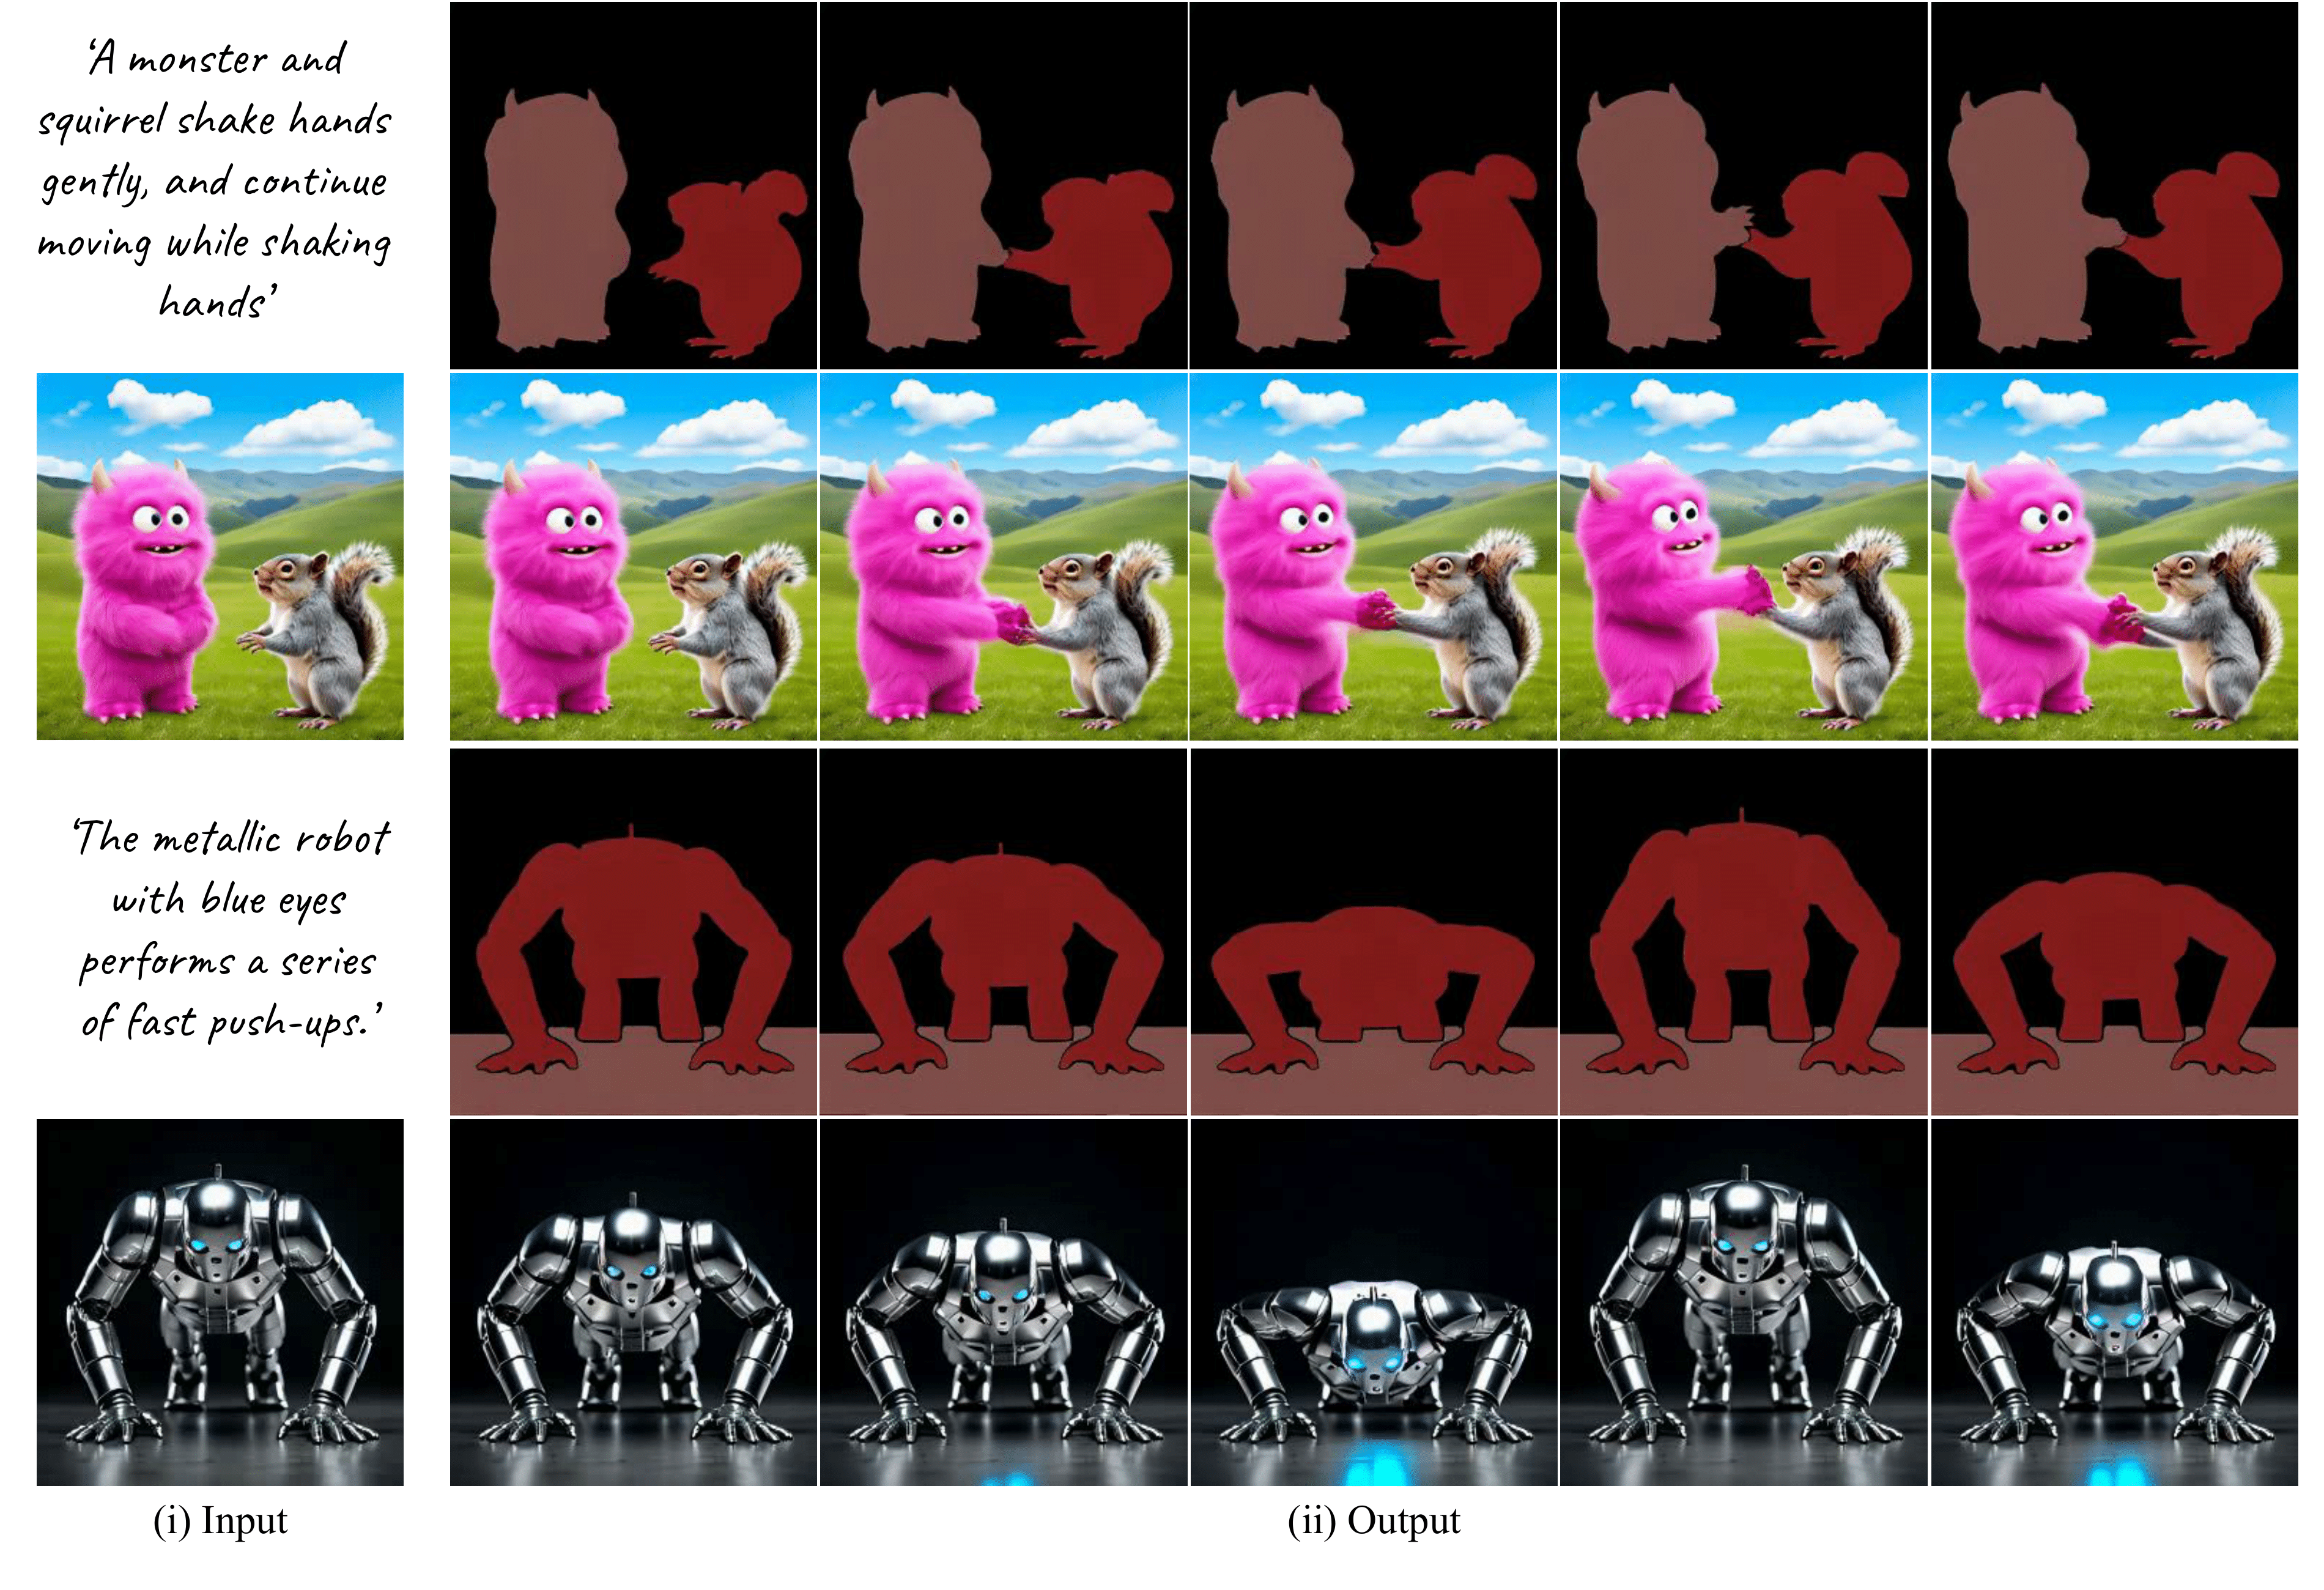 ‘A monster and
squirrel shake hands
gently, and continue
moving while shaking
hands’
‘The metallic robot
with blue eyes
performs a series
of fast push-ups.’
(i) Input
(ii) Output